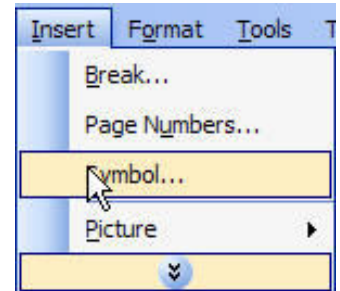 Insert Format Tools T
Break...
Page Numbers...
Symbol...
Picture